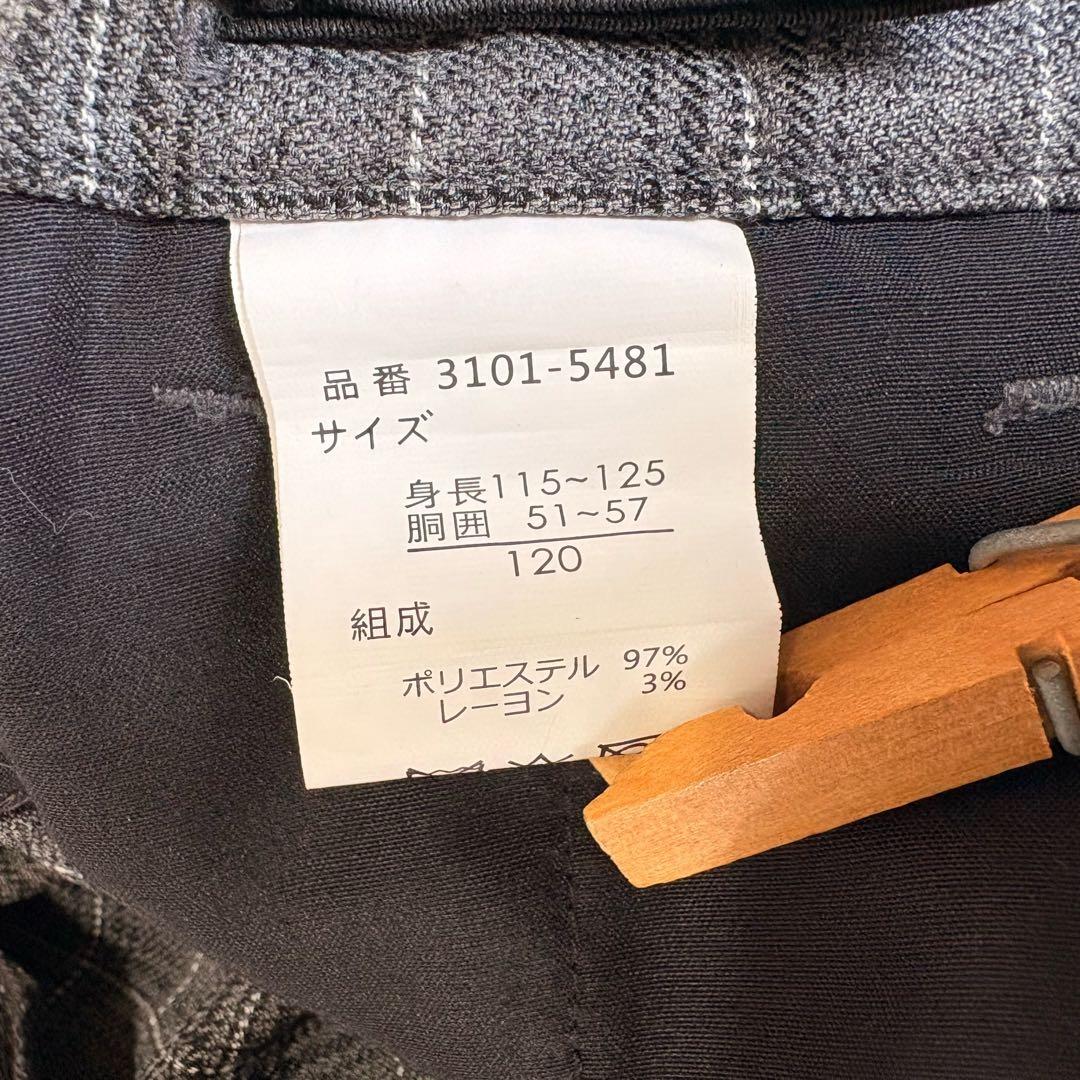 品番 3101-5481
サイズ
身長115~125
胴囲 51~57
120
組成
ポリエステル 97%
レーヨン 3%